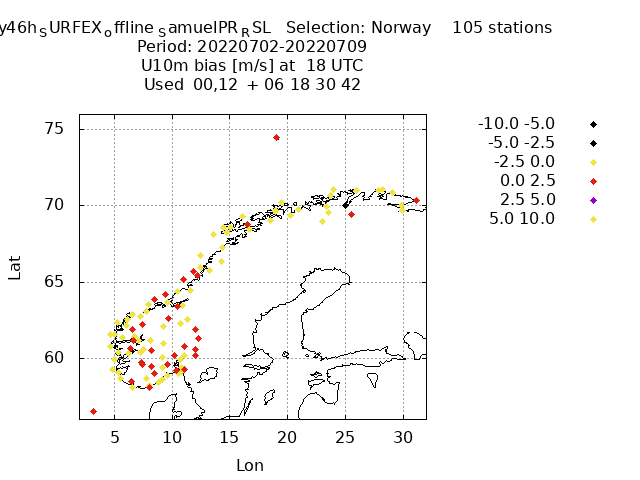 y46hSURFEXoffline SamuelPRRSL Selection: Norway 105 stations
Period: 20220702-20220709
U10m bias [m/s] at 18 UTC
Used 00,12 + 06 18 30 42
-10.0 -5.0
-5.0 -2.5
-2.5 0.0
0.0 2.5
2.5 5.0
5.0 10.0
75
70
65
60
Lat
5 10 15 20 25 30
Lon